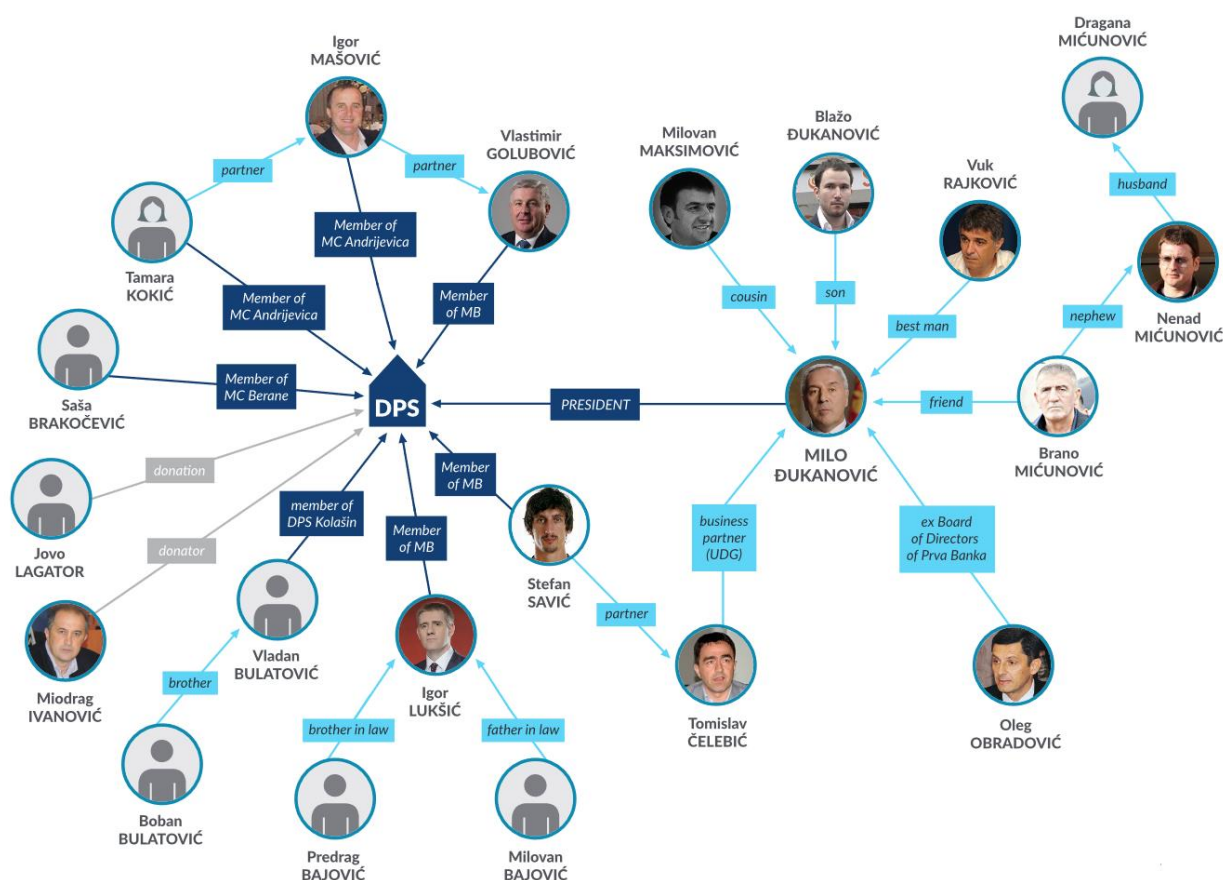 Igor
MAŠOVIĆ
Dragana
MIĆUNOVIĆ
Blažo
ĐUKANOVIĆ
Milovan
MAKSIMOVIĆ
Vlastimir
GOLUBOVIĆ
Vuk
RAJKOVIĆ
partner
partner
husband
Member of
MC Andrijevica
Tamara
KOKIĆ
Member of
MC Andrijevica
Member
of MB
cousin
son
best man
nephew
Nenad
MIĆUNOVIĆ
Saša
BRAKOČEVIĆ
Member of
MC Berane
DPS
PRESIDENT
friend
MILO
ĐUKANOVIĆ
Brano
MIĆUNOVIĆ
donation
Jovo
LAGATOR
member of
DPS Kolašin
Member
of MB
Member
of MB
donator
business
partner
(UDG)
ex Board
of Directors
of Prva Banka
Stefan
SAVIĆ
partner
Miodrag
IVANOVIĆ
Vladan
BULATOVIĆ
brother
Igor
LUKŠIĆ
Tomislav
ČELEBIĆ
Oleg
OBRADOVIĆ
brother in law
father in law
Boban
BULATOVIĆ
Predrag
BAJOVIĆ
Milovan
BAJOVIĆ